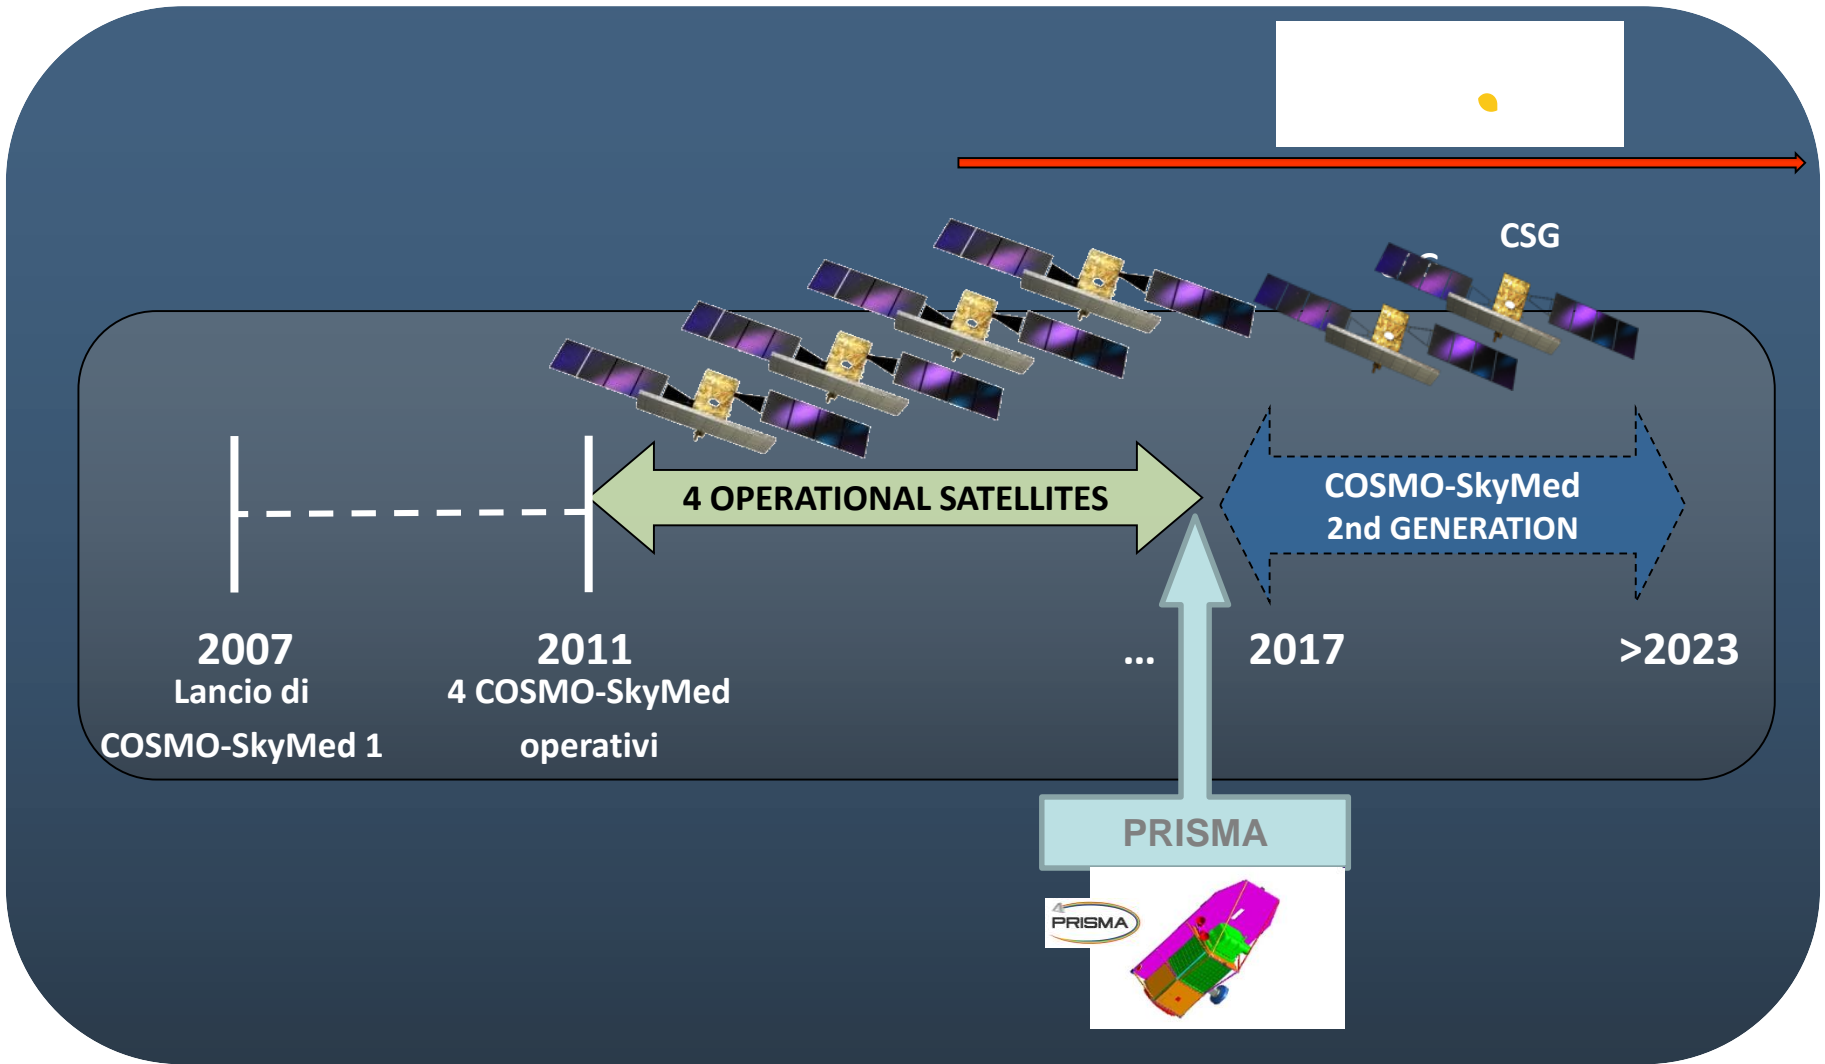 CSG
4 OPERATIONAL SATELLITES
COSMO-SkyMed
2nd GENERATION
2007
Lancio di
COSMO-SkyMed 1
2011
4 COSMO-SkyMed
operativi
...
2017
>2023
PRISMA
PRISMA